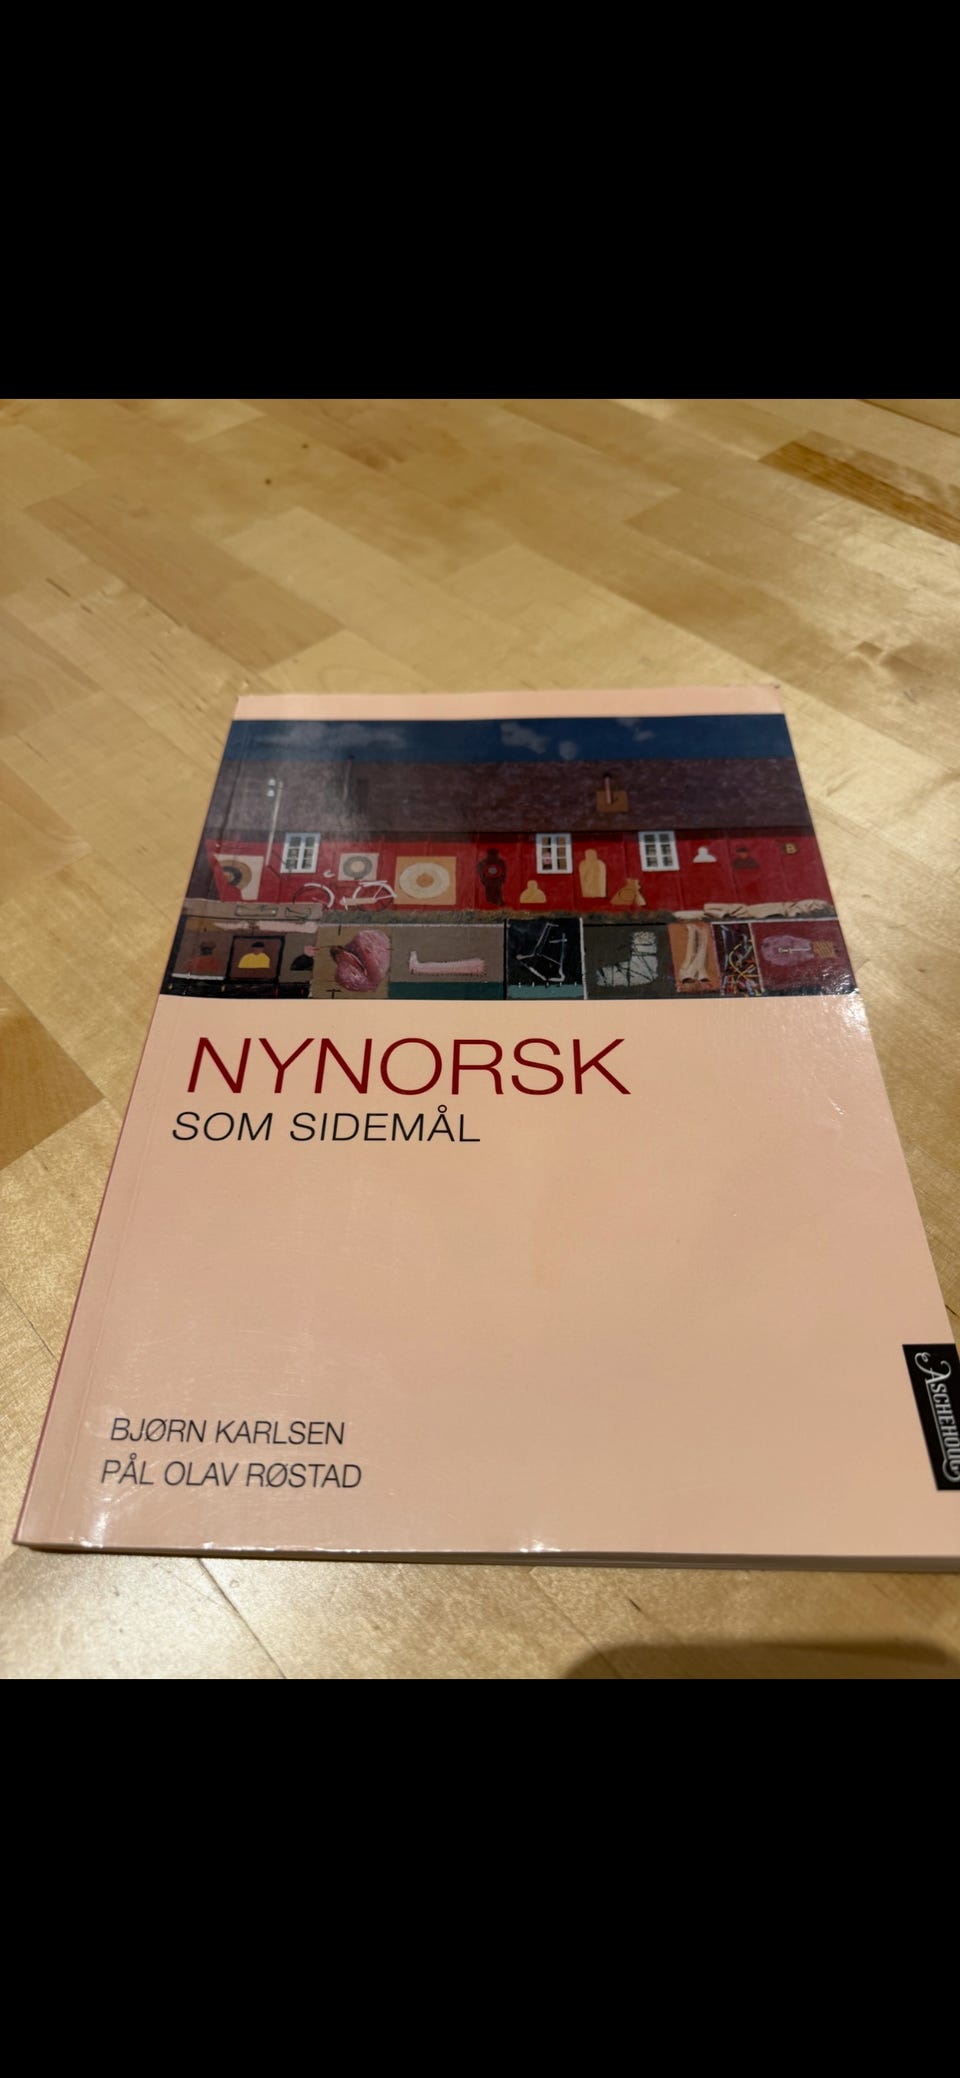 NYNORSK
SOM SIDEMÅL
BJØRN KARLSEN
PÅL OLAV RØSTAD
ASCHEHOUG